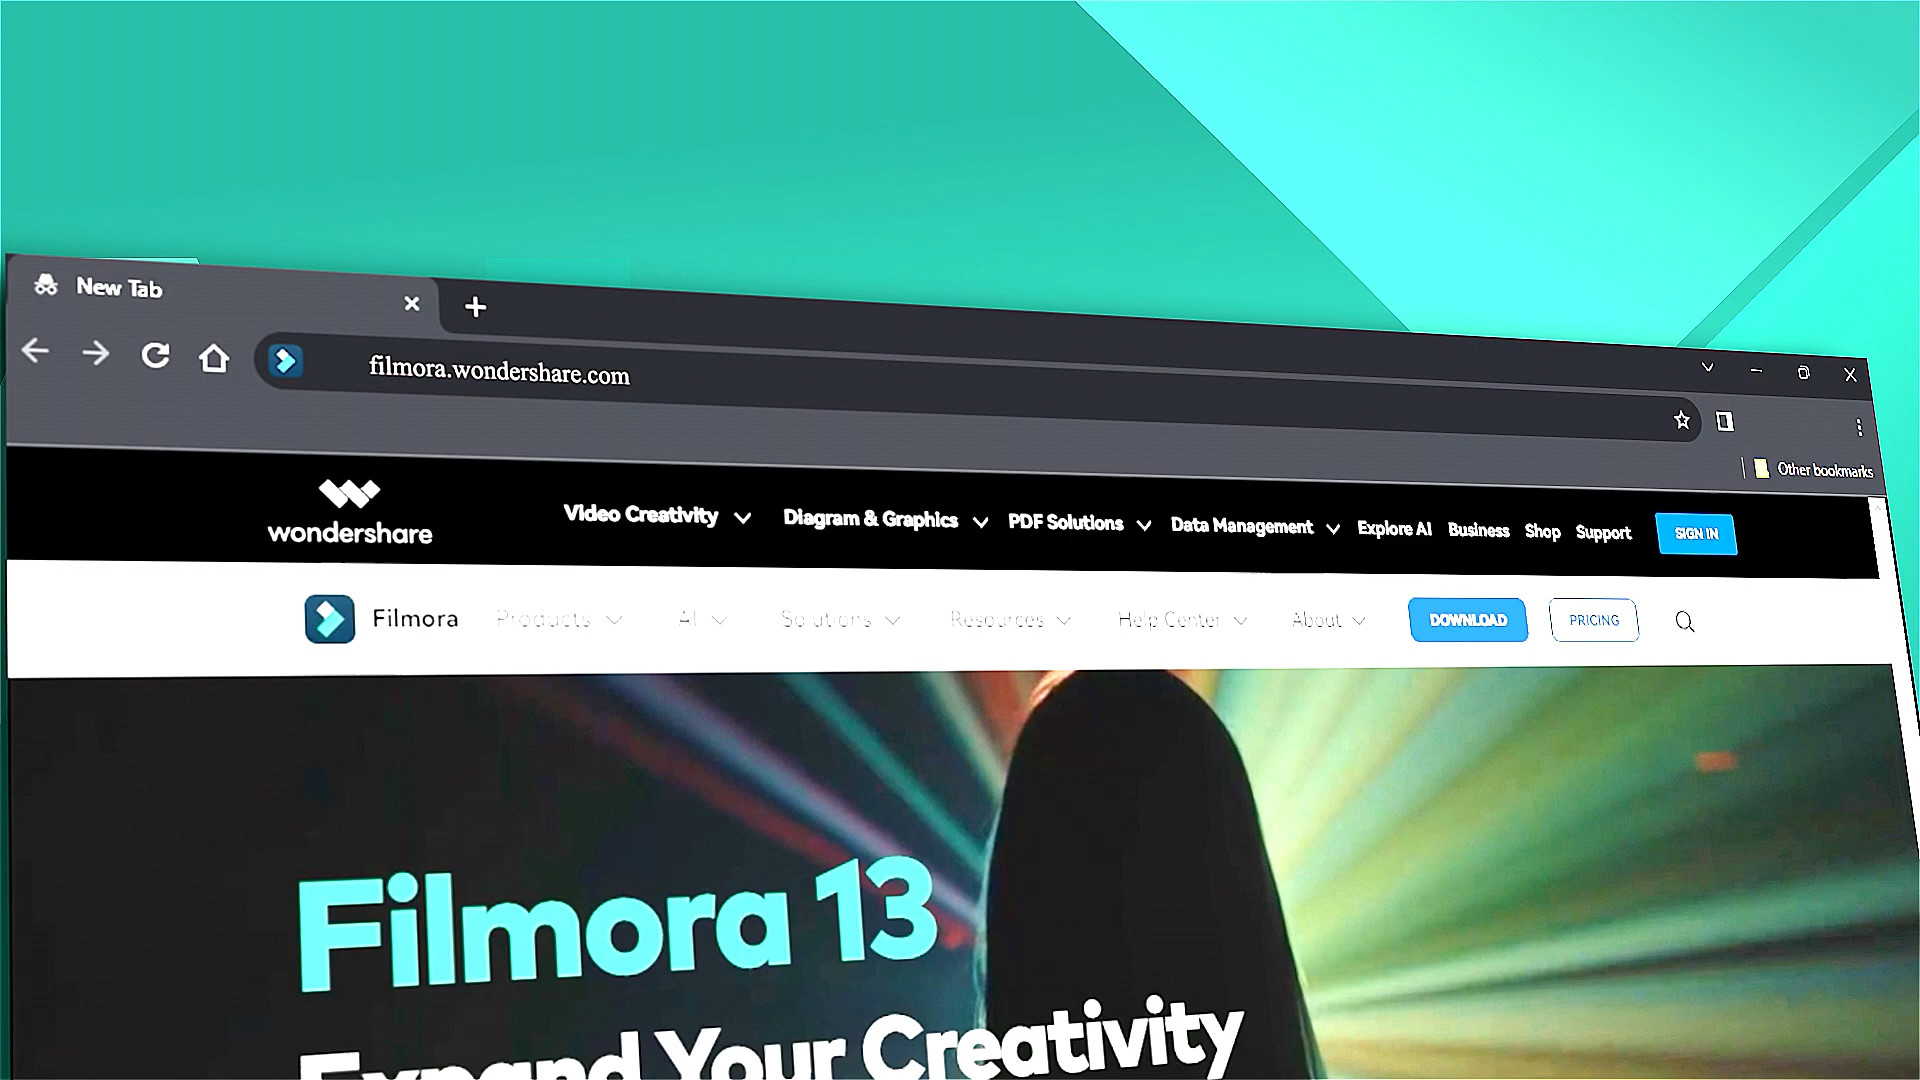 New Tab
filmora.wondershare.com
Other bookmarks
wondershare
Video Creativity Diagram & Graphics PDF Solutions Data Management Explore AI Business Shop Support SIGN IN
Filmora Products AI Solutions Resources Help Center About DOWNLOAD PRICING
Filmora 13
Expand Your Creativity